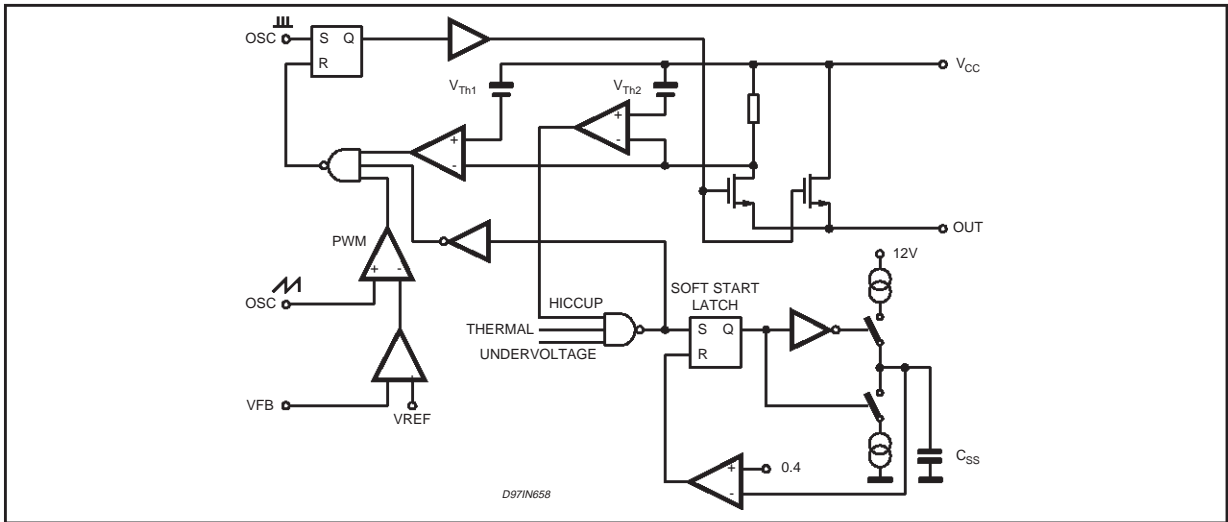 OSC
S Q
R
V_CC
V_Th1
V_Th2
+
-
+
-
PWM
+ -
OSC
OUT
12V
HICCUP
THERMAL
UNDERVOLTAGE
SOFT START
LATCH
S Q
R
- +
VFB
VREF
+
-
0.4
C_SS
D97IN658